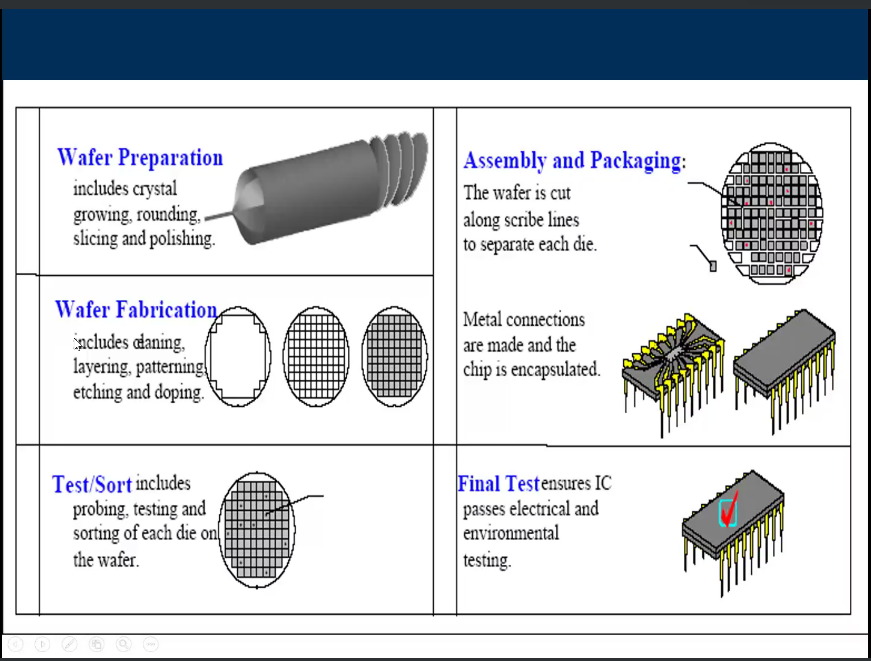 Wafer Preparation
includes crystal
growing, rounding,
slicing and polishing.
Wafer Fabrication
includes cleaning,
layering, patterning,
etching and doping.
Test/Sort includes
probing, testing and
sorting of each die on
the wafer.
Assembly and Packaging:
The wafer is cut
along scribe lines
to separate each die.
Metal connections
are made and the
chip is encapsulated.
Final Test ensures IC
passes electrical and
environmental
testing.